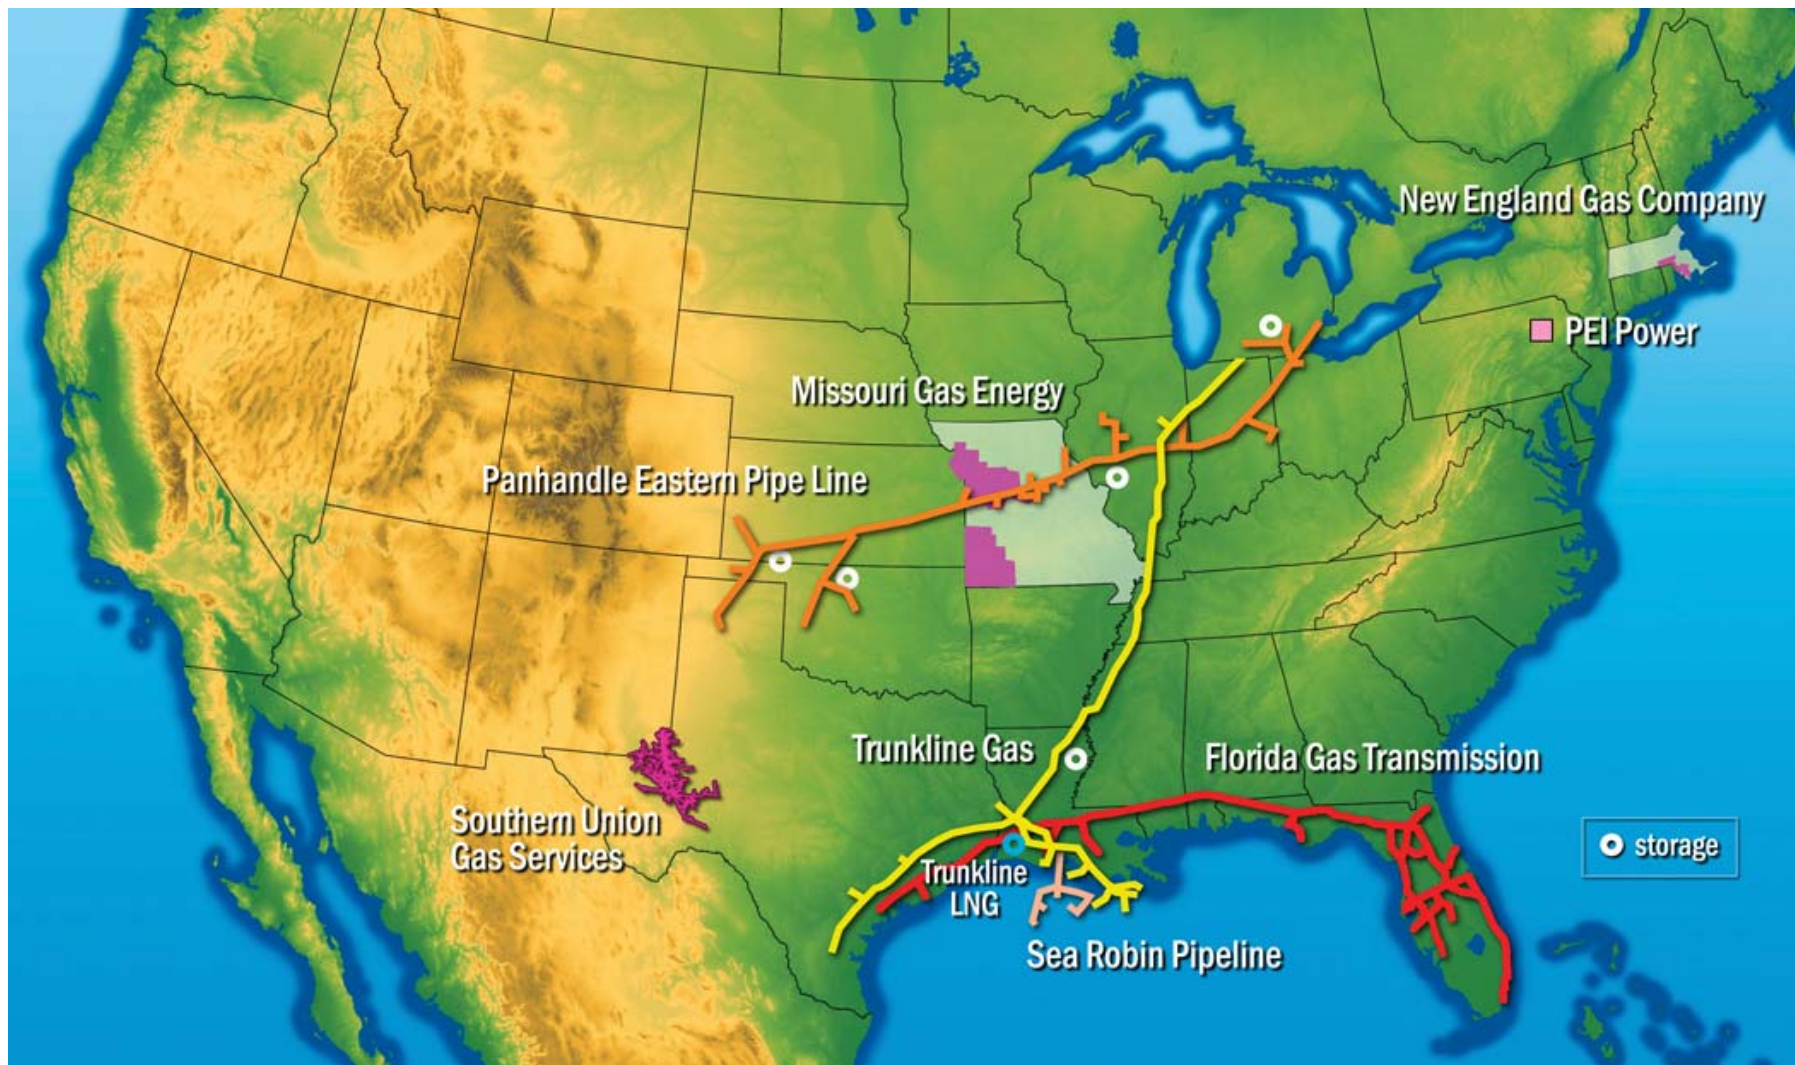 New England Gas Company
PEI Power
Missouri Gas Energy
Panhandle Eastern Pipe Line
Trunkline Gas
Florida Gas Transmission
Southern Union
Gas Services
storage
Trunkline
LNG
Sea Robin Pipeline